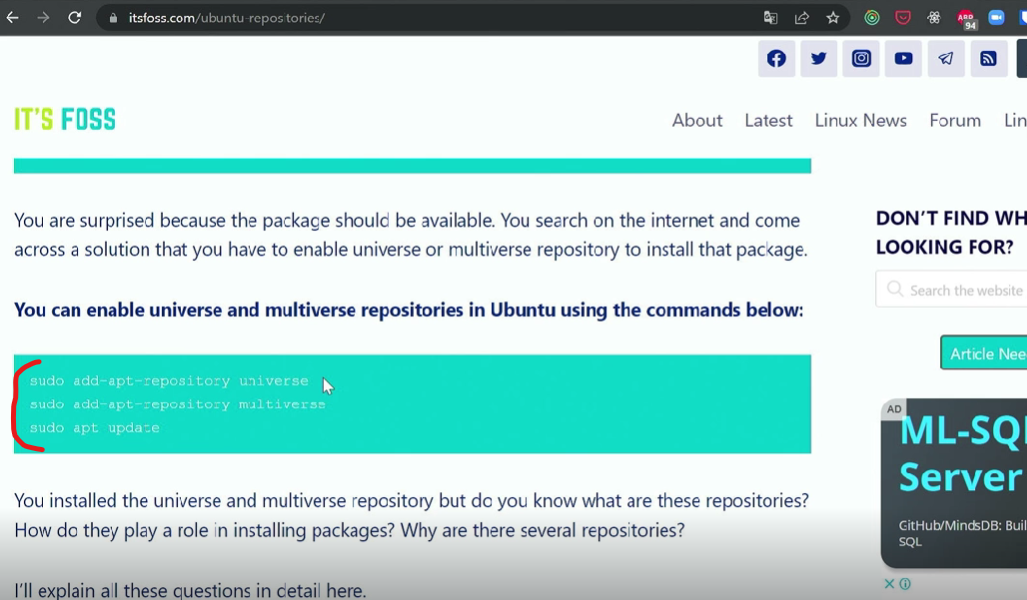 itsfoss.com/ubuntu-repositories/
94
IT'S FOSS
About Latest Linux News Forum Lin
You are surprised because the package should be available. You search on the internet and come
across a solution that you have to enable universe or multiverse repository to install that package.
You can enable universe and multiverse repositories in Ubuntu using the commands below:
sudo add-apt-repository universe
sudo add-apt-repository multiverse
sudo apt update
You installed the universe and multiverse repository but do you know what are these repositories?
How do they play a role in installing packages? Why are there several repositories?
I'll explain all these questions in detail here.
DON'T FIND WH
LOOKING FOR?
Search the website
Article Nee
AD
ML-SQ
Server
GitHub/MindsDB: Buil
SQL